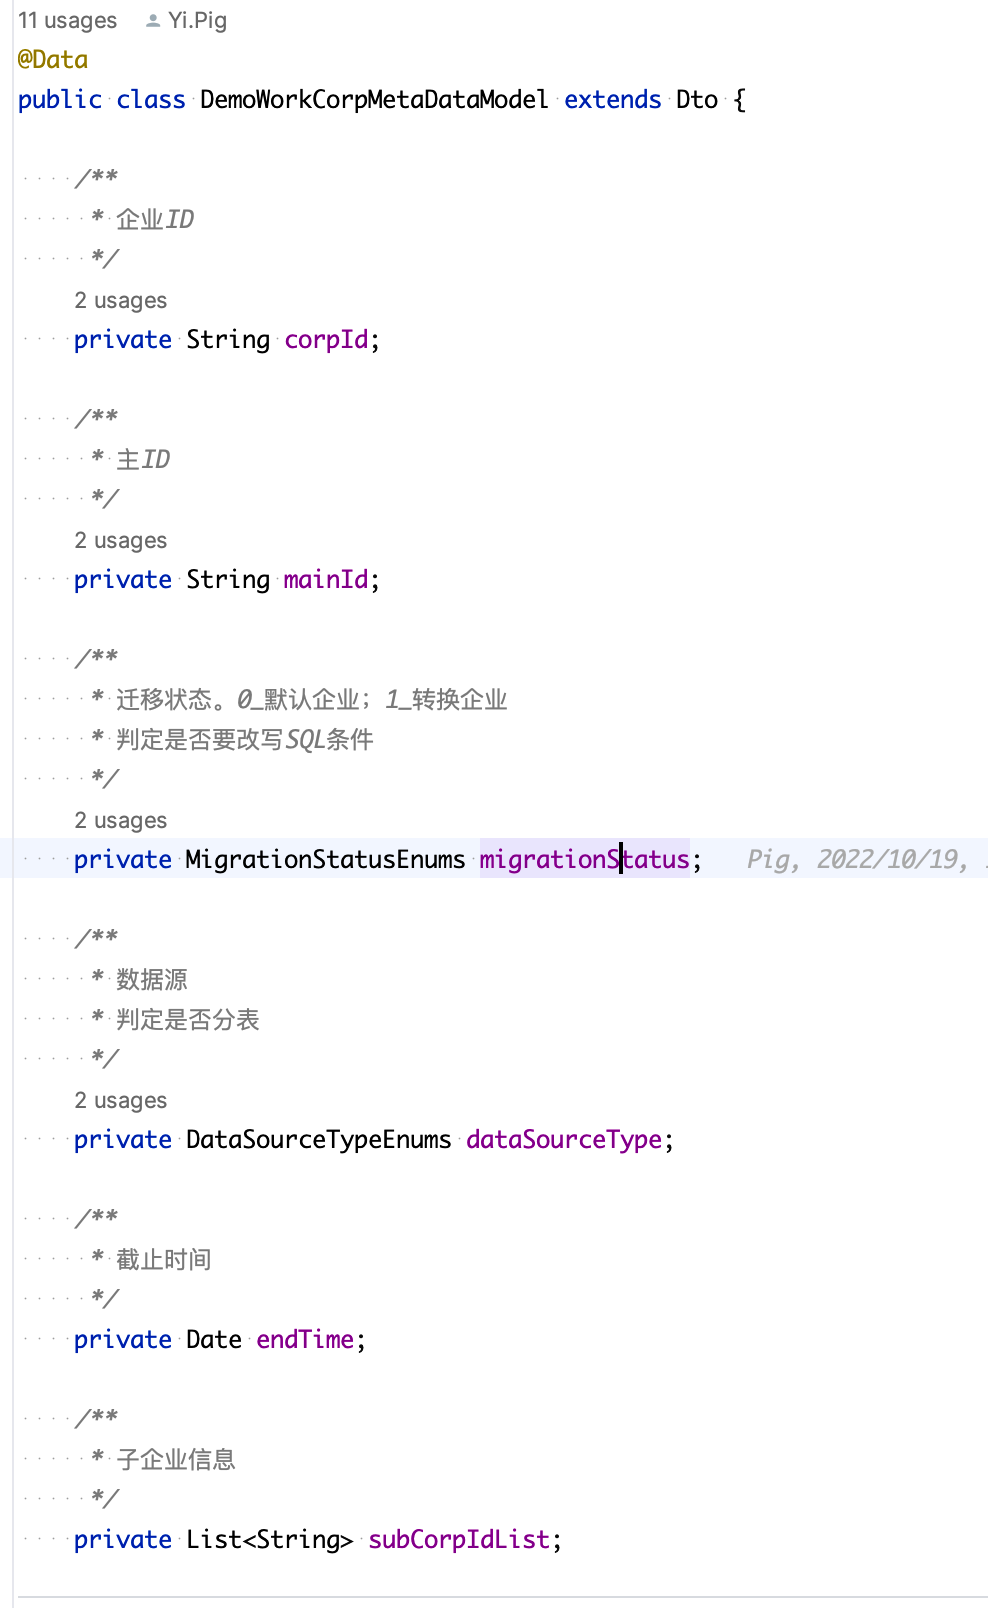 11 usages Yi.Pig
@Data
public class DemoWorkCorpMetaDataModel extends Dto {
/**
* 企业ID
*/
2 usages
private String corpId;
/**
* 主ID
*/
2 usages
private String mainId;
/**
* 迁移状态。0_默认企业；1_转换企业
* 判定是否要改写SQL条件
*/
2 usages
private MigrationStatusEnums migrationStatus; Pig, 2022/10/19,
/**
* 数据源
* 判定是否分表
*/
2 usages
private DataSourceTypeEnums dataSourceType;
/**
* 截止时间
*/
private Date endTime;
/**
* 子企业信息
*/
private List<String> subCorpIdList;